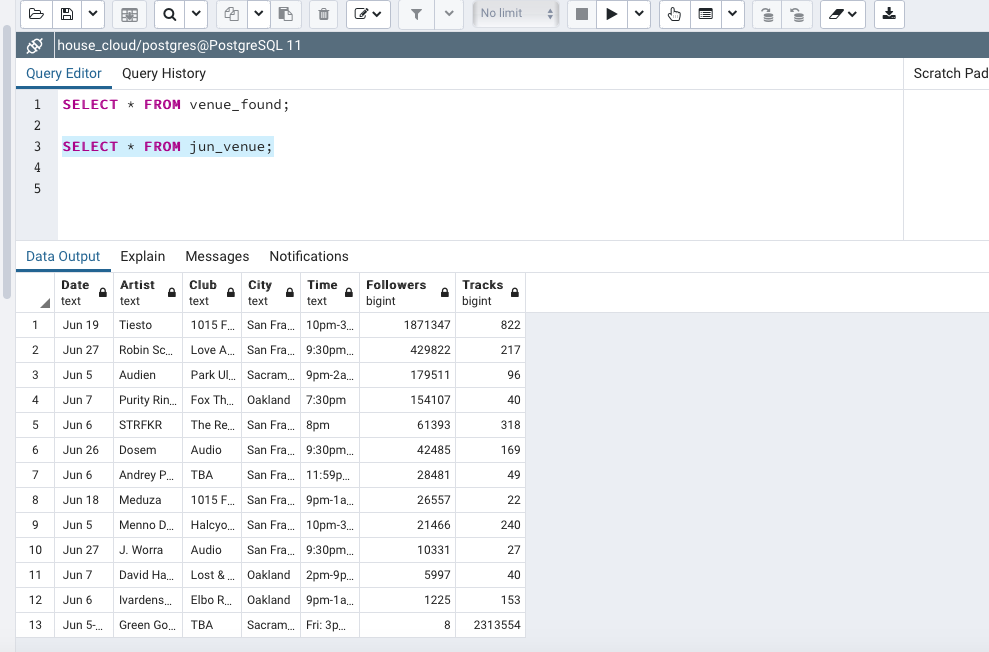 No limit
house_cloud/postgres@PostgreSQL 11
Query Editor Query History Scratch Pad
1 SELECT * FROM venue_found;
2
3 SELECT * FROM jun_venue;
4
5
Data Output Explain Messages Notifications
Date Artist Club City Time Followers Tracks
text text text text text bigint bigint
1 Jun 19 Tiesto 1015 F... San Fra... 10pm-3... 1871347 822
2 Jun 27 Robin Sc... Love A... San Fra... 9:30pm... 429822 217
3 Jun 5 Audien Park Ul... Sacram... 9pm-2a... 179511 96
4 Jun 7 Purity Rin... Fox Th... Oakland 7:30pm 154107 40
5 Jun 6 STRFKR The Re... San Fra... 8pm 61393 318
6 Jun 26 Dosem Audio San Fra... 9:30pm... 42485 169
7 Jun 6 Andrey P... TBA San Fra... 11:59p... 28481 49
8 Jun 18 Meduza 1015 F... San Fra... 9pm-1a... 26557 22
9 Jun 5 Menno D... Halcyo... San Fra... 10pm-3... 21466 240
10 Jun 27 J. Worra Audio San Fra... 9:30pm... 10331 27
11 Jun 7 David Ha... Lost & ... Oakland 2pm-9p... 5997 40
12 Jun 6 Ivardens... Elbo R... Oakland 9pm-1a... 1225 153
13 Jun 5-... Green Go... TBA Sacram... Fri: 3p... 8 2313554